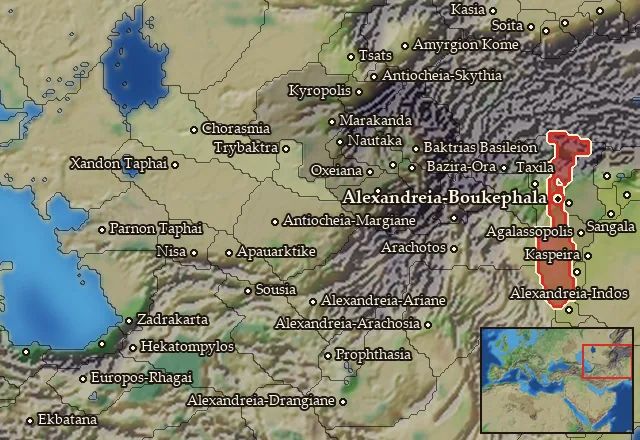 Kasia
Soita
Amyrgion Kome
Tsats
Antiocheia-Skythia
Kyropolis
Marakanda
Chorasmia
Nautaka
Trybaktra
Baktrias Basileion
Xandon Taphai
Oxeiana
Bazira-Ora
Taxila
Alexandreia-Boukephala
Antiocheia-Margiane
Sangala
Parnon Taphai
Agalassopolis
Nisa
Apauarktike
Arachotos
Kaspeira
Sousia
Alexandreia-Ariane
Alexandreia-Indos
Zadrakarta
Alexandreia-Arachosia
Hekatompylos
Prophthasia
Europos-Rhagai
Alexandreia-Drangiane
Ekbatana